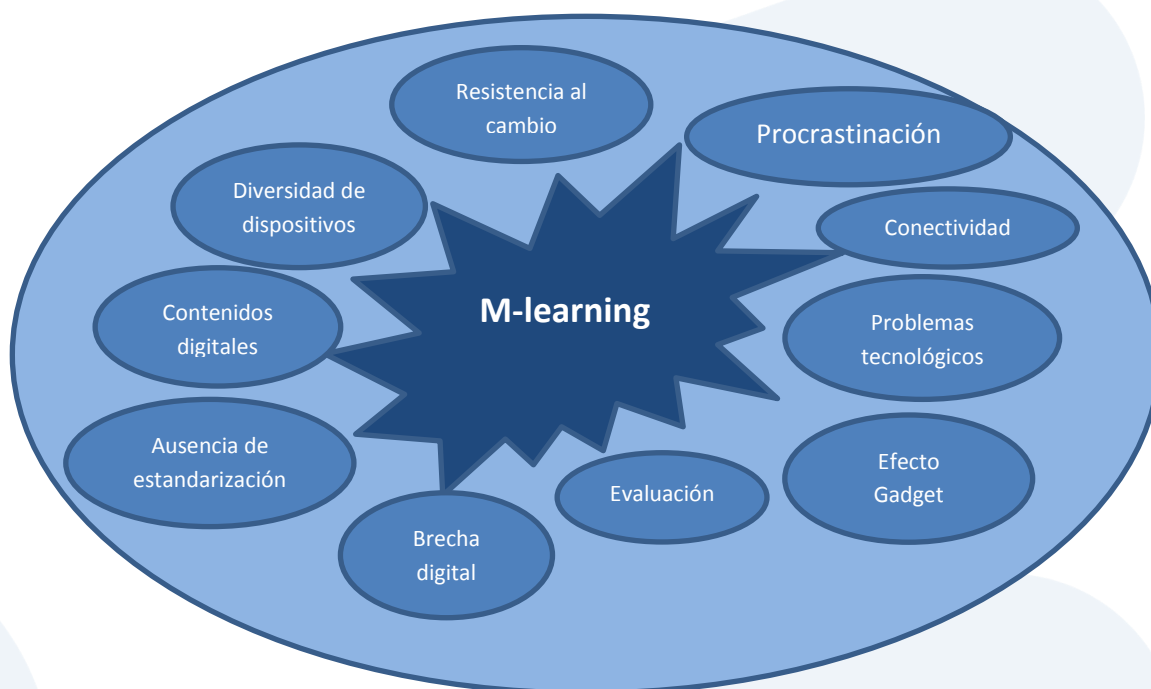 Resistencia al
cambio
Procrastinación
Diversidad de
dispositivos
Conectividad
M-learning
Contenidos
digitales
Problemas
tecnológicos
Ausencia de
estandarización
Efecto
Gadget
Evaluación
Brecha
digital